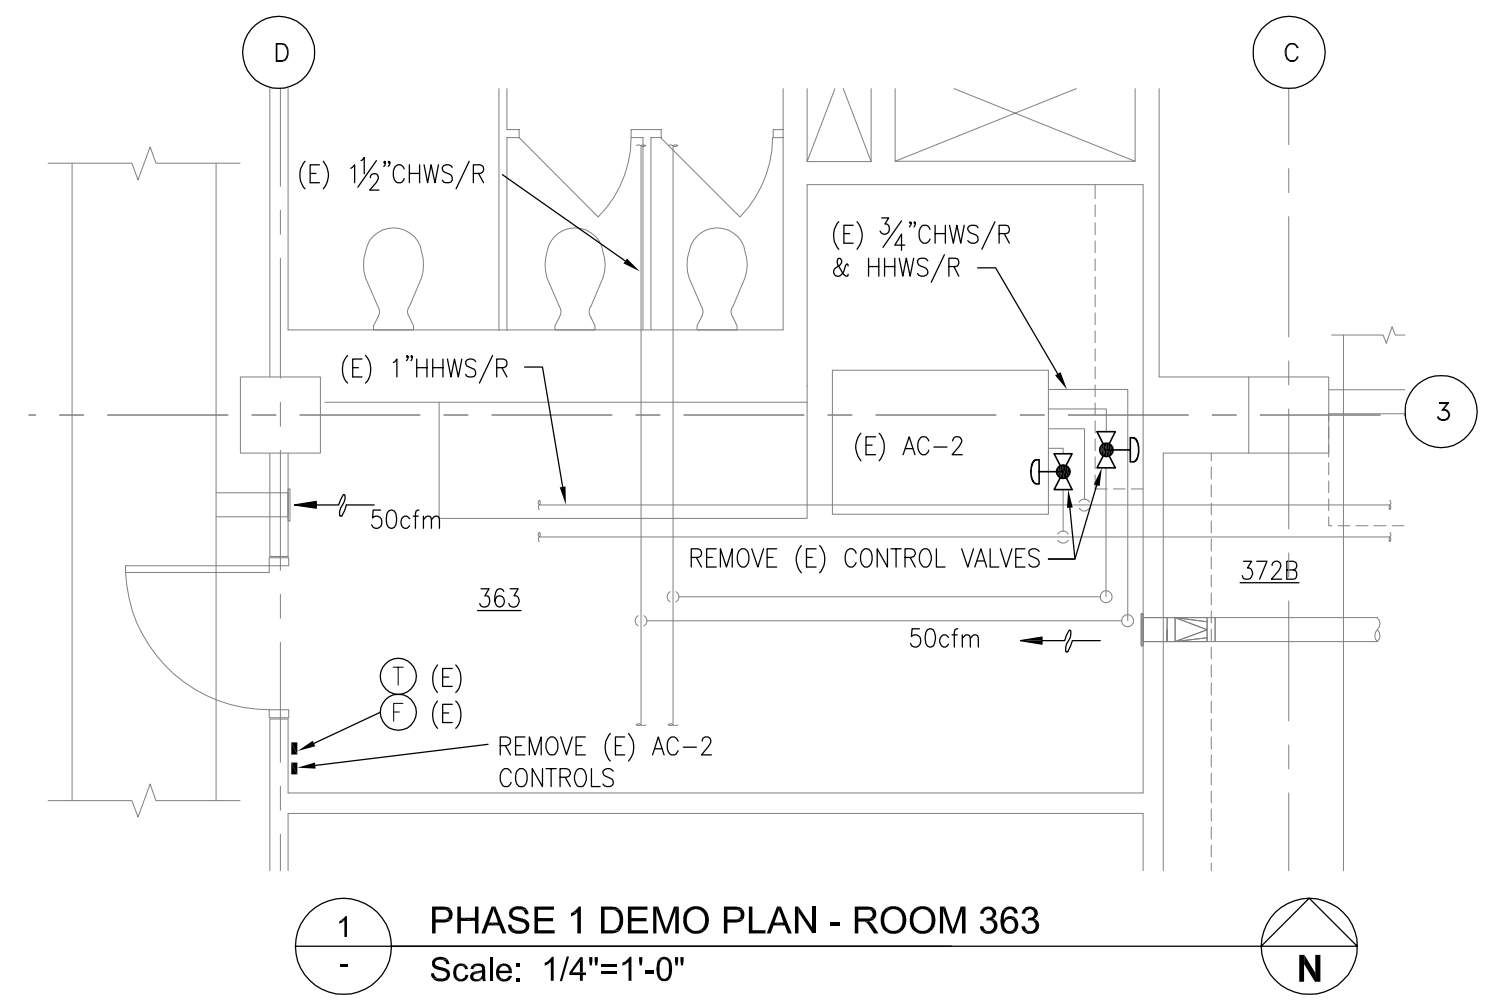 D
C
(E) 1½"CHWS/R
(E) ¾"CHWS/R
& HHWS/R
(E) 1"HHWS/R
3
(E) AC-2
50cfm
REMOVE (E) CONTROL VALVES
372B
363
50cfm
T (E)
F (E)
REMOVE (E) AC-2
CONTROLS
1
-
PHASE 1 DEMO PLAN - ROOM 363
Scale: 1/4"=1'-0"
N